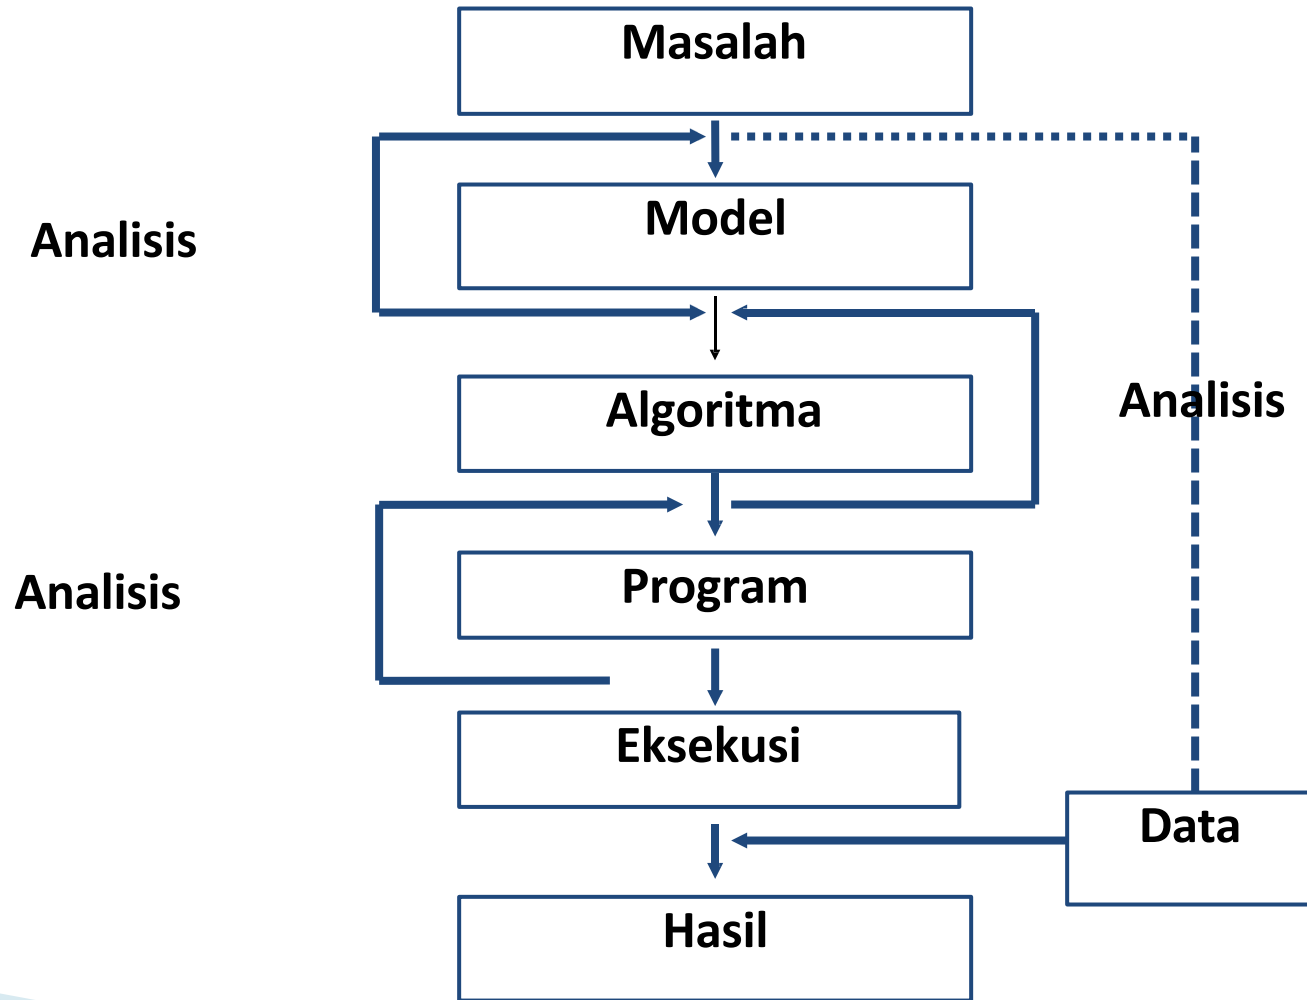 Masalah
Model
Analisis
Algoritma
Analisis
Program
Analisis
Eksekusi
Data
Hasil